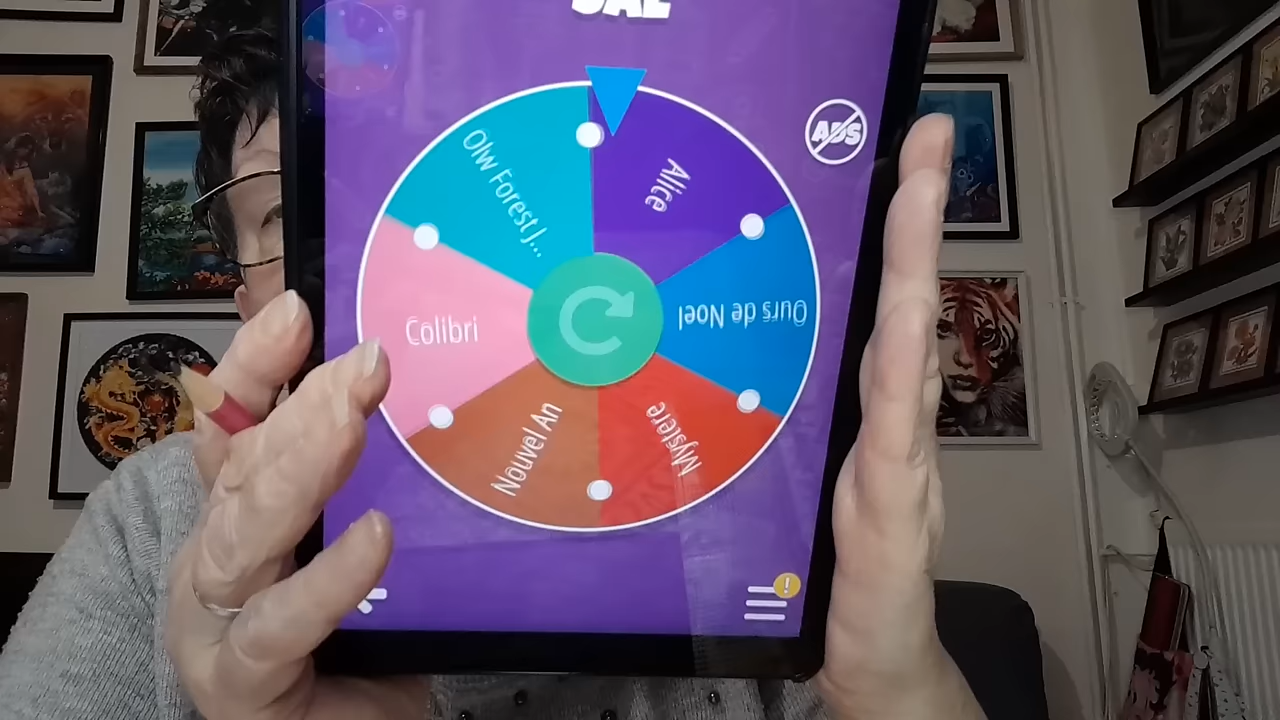 SAL
ADS
Olw Forest J...
Alice
Ours de Noel
Mystere
Nouvel An
Colibri